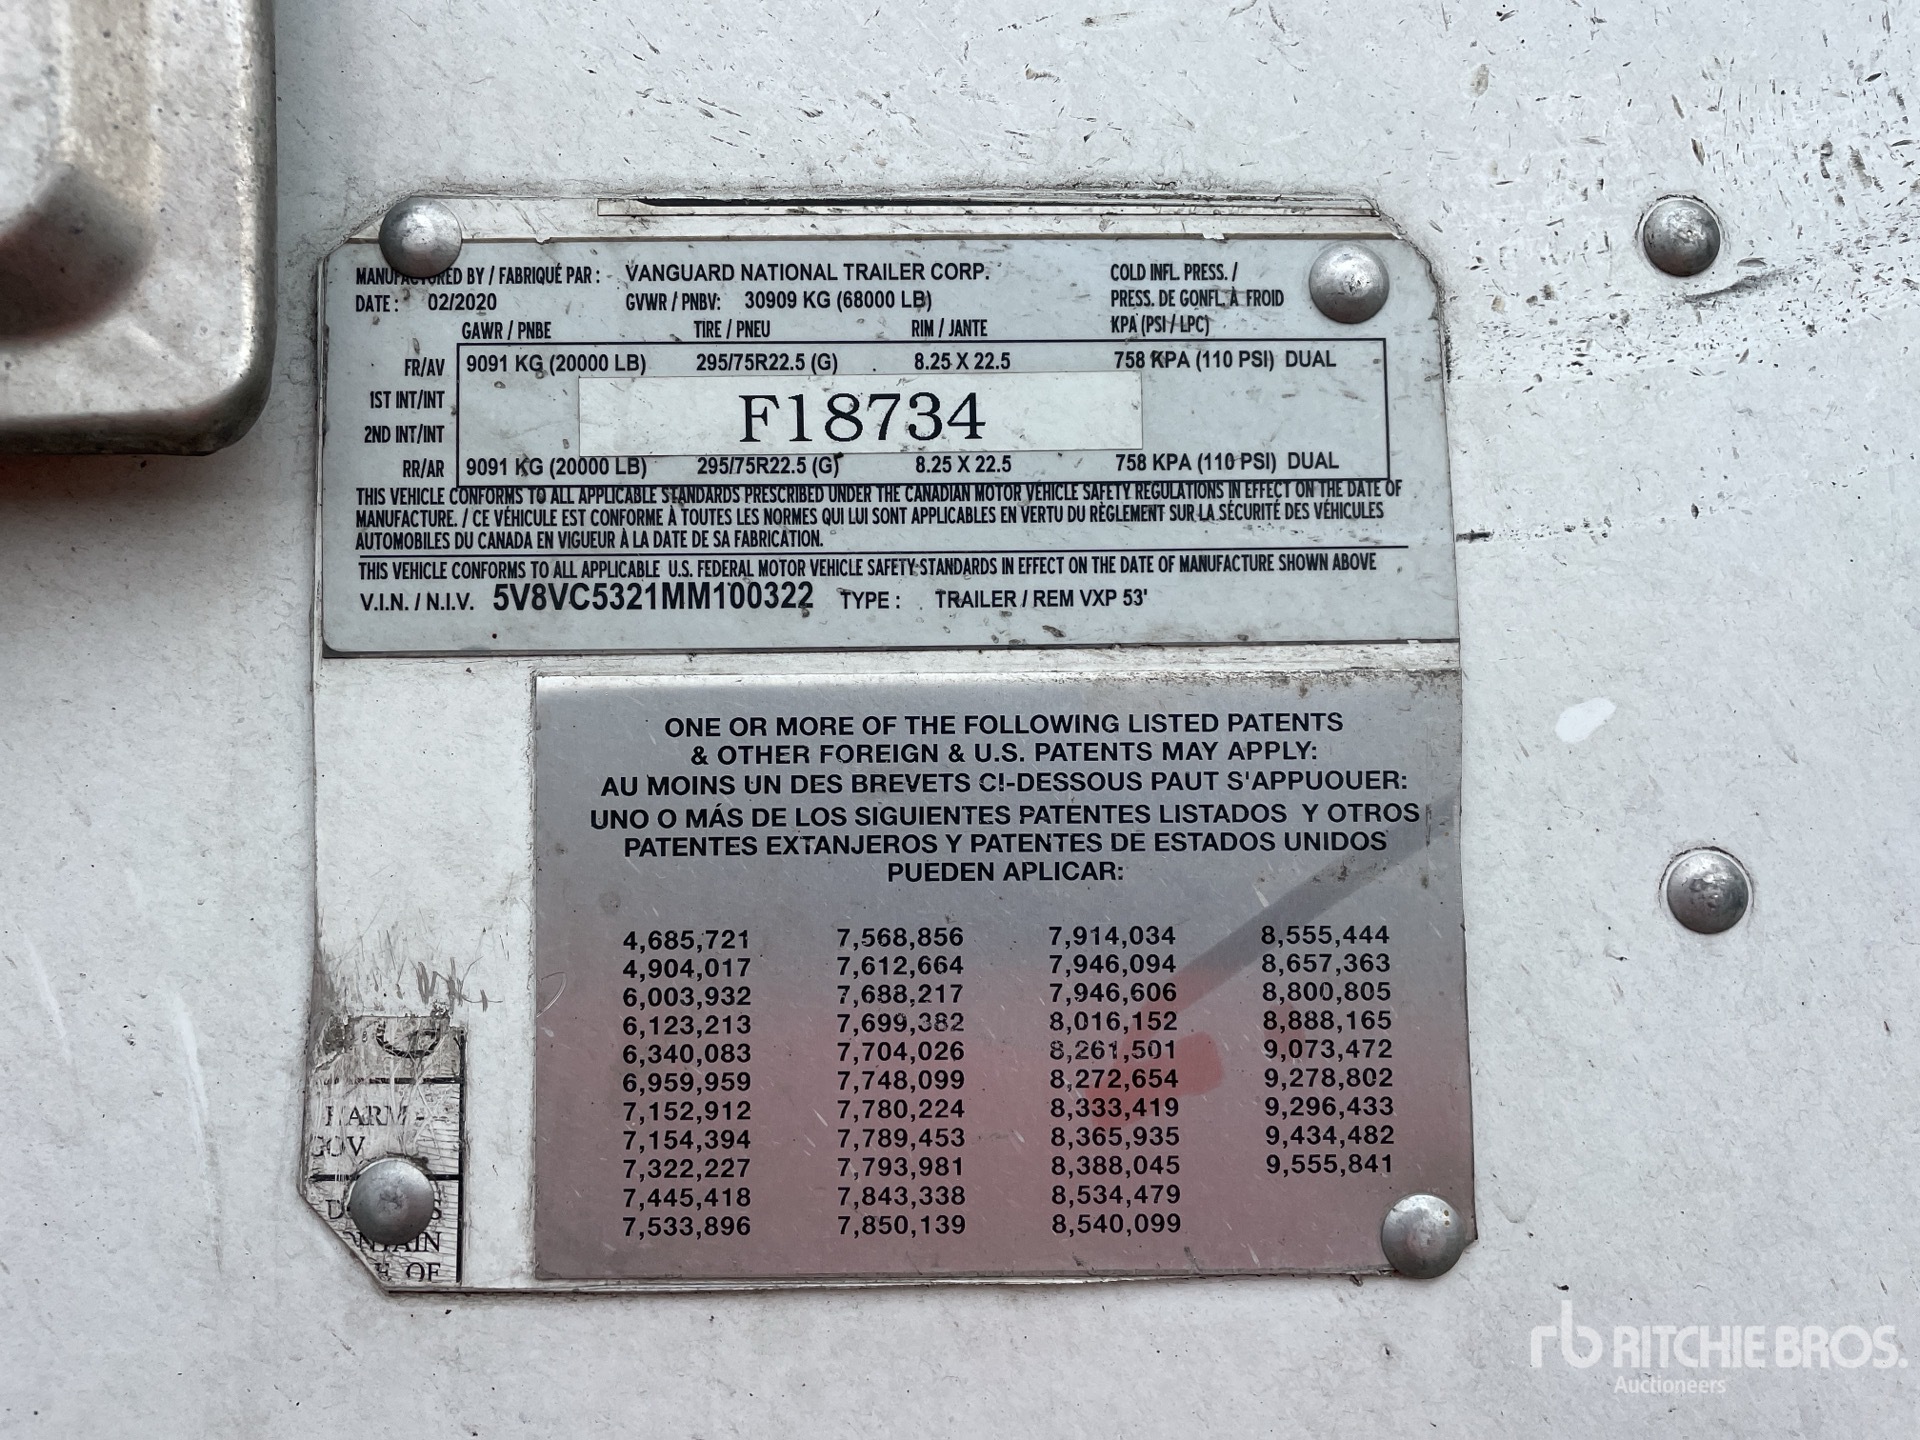 MANUFACTURED BY / FABRIQUÉ PAR : VANGUARD NATIONAL TRAILER CORP. COLD INFL. PRESS. /
DATE : 02/2020 GVWR / PNBV: 30909 KG (68000 LB) PRESS. DE GONFL. À FROID
GAWR / PNBE TIRE / PNEU RIM / JANTE KPA (PSI / LPC)
FR/AV 9091 KG (20000 LB) 295/75R22.5 (G) 8.25 X 22.5 758 KPA (110 PSI) DUAL
1ST INT/INT
F18734
2ND INT/INT
RR/AR 9091 KG (20000 LB) 295/75R22.5 (G) 8.25 X 22.5 758 KPA (110 PSI) DUAL
THIS VEHICLE CONFORMS TO ALL APPLICABLE STANDARDS PRESCRIBED UNDER THE CANADIAN MOTOR VEHICLE SAFETY REGULATIONS IN EFFECT ON THE DATE OF
MANUFACTURE. / CE VÉHICULE EST CONFORME À TOUTES LES NORMES QUI LUI SONT APPLICABLES EN VERTU DU RÈGLEMENT SUR LA SÉCURITÉ DES VÉHICULES
AUTOMOBILES DU CANADA EN VIGUEUR À LA DATE DE SA FABRICATION.
THIS VEHICLE CONFORMS TO ALL APPLICABLE U.S. FEDERAL MOTOR VEHICLE SAFETY STANDARDS IN EFFECT ON THE DATE OF MANUFACTURE SHOWN ABOVE
V.I.N. / N.I.V. 5V8VC5321MM100322 TYPE : TRAILER / REM VXP 53'
ONE OR MORE OF THE FOLLOWING LISTED PATENTS
& OTHER FOREIGN & U.S. PATENTS MAY APPLY:
AU MOINS UN DES BREVETS CI-DESSOUS PAUT S'APPUOUER:
UNO O MÁS DE LOS SIGUIENTES PATENTES LISTADOS Y OTROS
PATENTES EXTANJEROS Y PATENTES DE ESTADOS UNIDOS
PUEDEN APLICAR:
4,685,721 7,568,856 7,914,034 8,555,444
4,904,017 7,612,664 7,946,094 8,657,363
6,003,932 7,688,217 7,946,606 8,800,805
6,123,213 7,699,382 8,016,152 8,888,165
6,340,083 7,704,026 8,261,501 9,073,472
6,959,959 7,748,099 8,272,654 9,278,802
7,152,912 7,780,224 8,333,419 9,296,433
7,154,394 7,789,453 8,365,935 9,434,482
7,322,227 7,793,981 8,388,045 9,555,841
7,445,418 7,843,338 8,534,479
7,533,896 7,850,139 8,540,099
HARM
GOV
OF
rb RITCHIE BROS.
Auctioneers